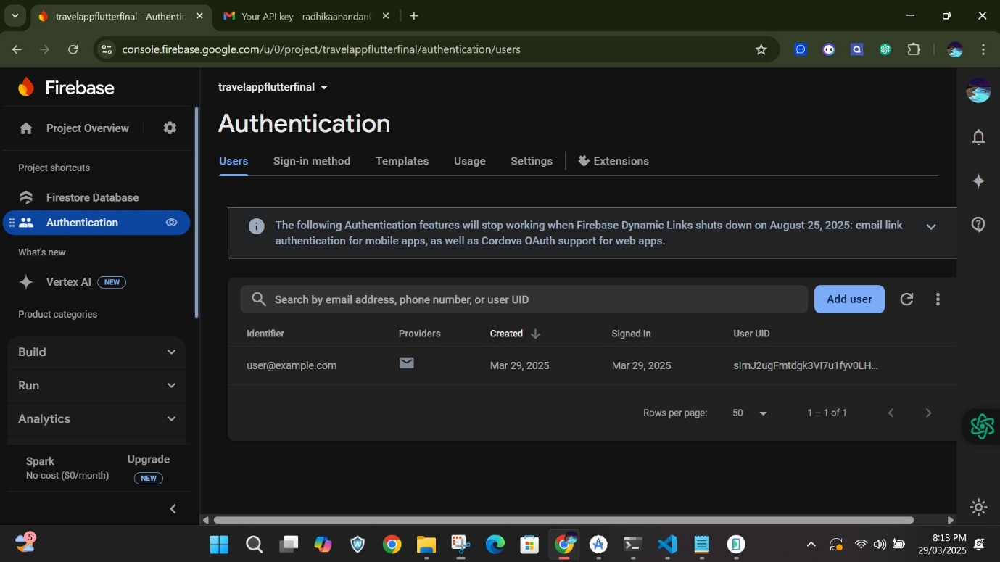 travelappflutterfinal - Authentic
Your API key - radhikaanandan
console.firebase.google.com/u/0/project/travelappflutterfinal/authentication/users
Firebase
Project Overview
Project shortcuts
Firestore Database
Authentication
What's new
Vertex AI NEW
Product categories
Build
Run
Analytics
Spark
No-cost ($0/month)
Upgrade
NEW
travelappflutterfinal
Authentication
Users Sign-in method Templates Usage Settings Extensions
The following Authentication features will stop working when Firebase Dynamic Links shuts down on August 25, 2025: email link
authentication for mobile apps, as well as Cordova OAuth support for web apps.
Search by email address, phone number, or user UID Add user
Identifier Providers Created Signed In User UID
user@example.com Mar 29, 2025 Mar 29, 2025
Rows per page: 50 1 – 1 of 1
5
8:13 PM
29/03/2025